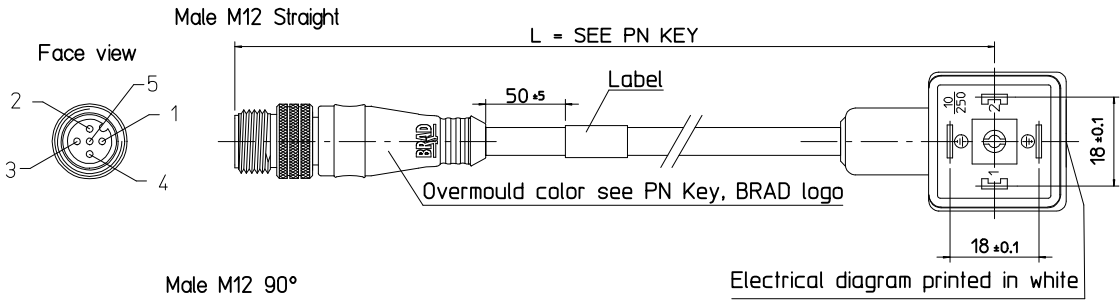 Male M12 Straight
L = SEE PN KEY
Face view
Label
5
2
50 ±5
10
250
2
1
BRAD
18 ±0.1
3
4
1
Overmould color see PN Key, BRAD logo
18 ±0.1
Male M12 90°
Electrical diagram printed in white